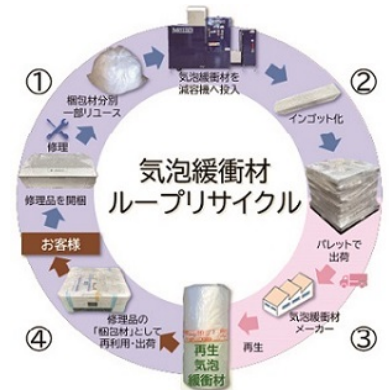 気泡緩衝材
ループリサイクル
①
梱包材分別
一部リユース
気泡緩衝材を
減容機へ投入
②
インゴット化
パレットで
出荷
③
気泡緩衝材
メーカー
再生
再生
気泡
緩衝材
④
修理品の
「梱包材」として
再利用・出荷
お客様
修理品を開梱
修理